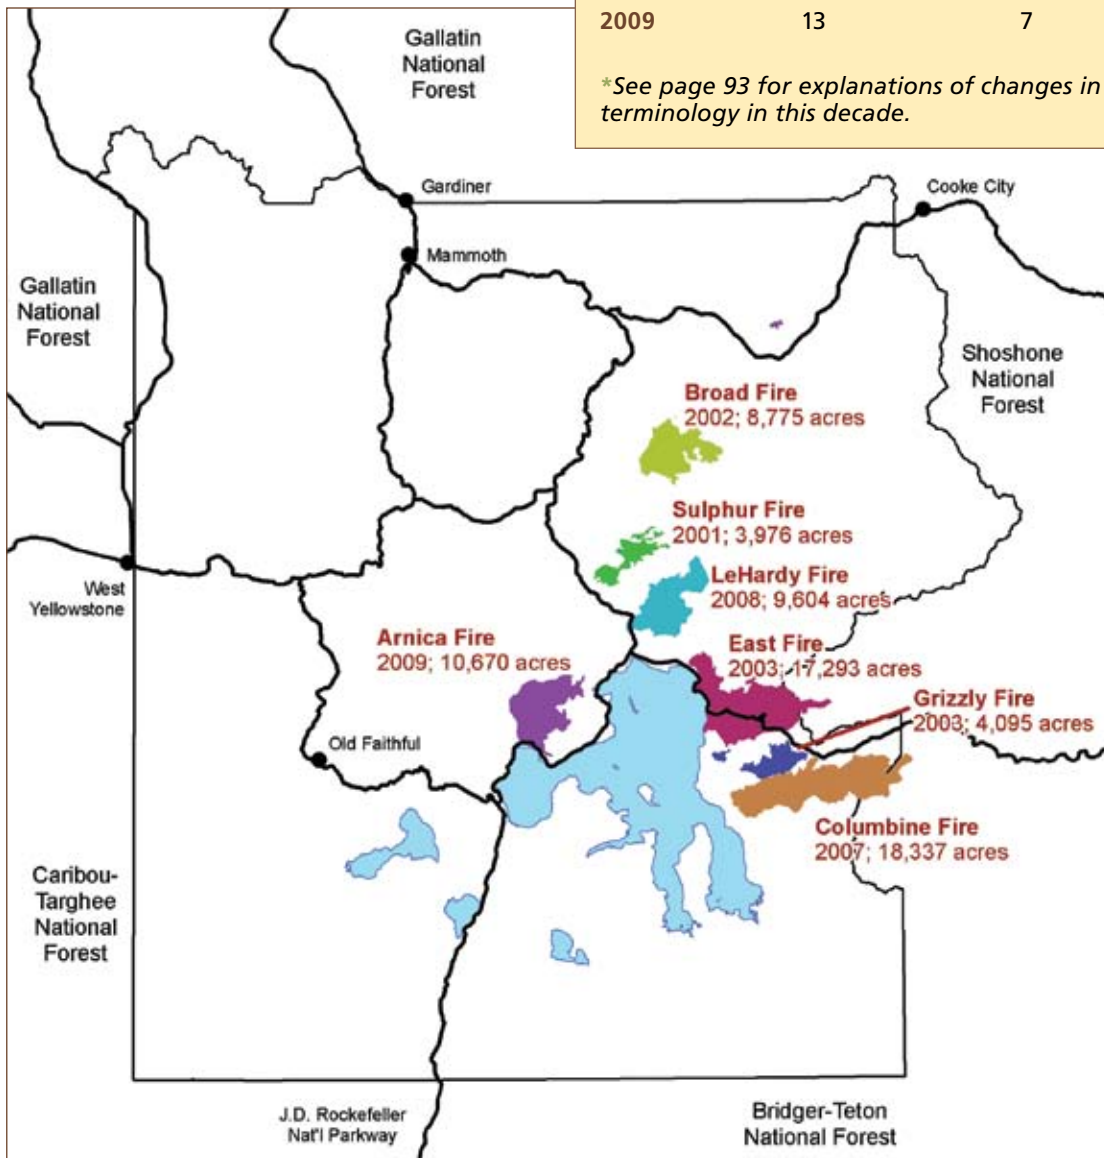 2009 13 7
*See page 93 for explanations of changes in
terminology in this decade.
Gallatin
National
Forest
Gardiner
Cooke City
Mammoth
Gallatin
National
Forest
Shoshone
National
Forest
Broad Fire
2002; 8,775 acres
Sulphur Fire
2001; 3,976 acres
LeHardy Fire
2008; 9,604 acres
West
Yellowstone
Arnica Fire
2009; 10,670 acres
East Fire
2003; 17,293 acres
Grizzly Fire
2003; 4,095 acres
Old Faithful
Columbine Fire
2007; 18,337 acres
Caribou-
Targhee
National
Forest
J.D. Rockefeller
Nat'l Parkway
Bridger-Teton
National Forest